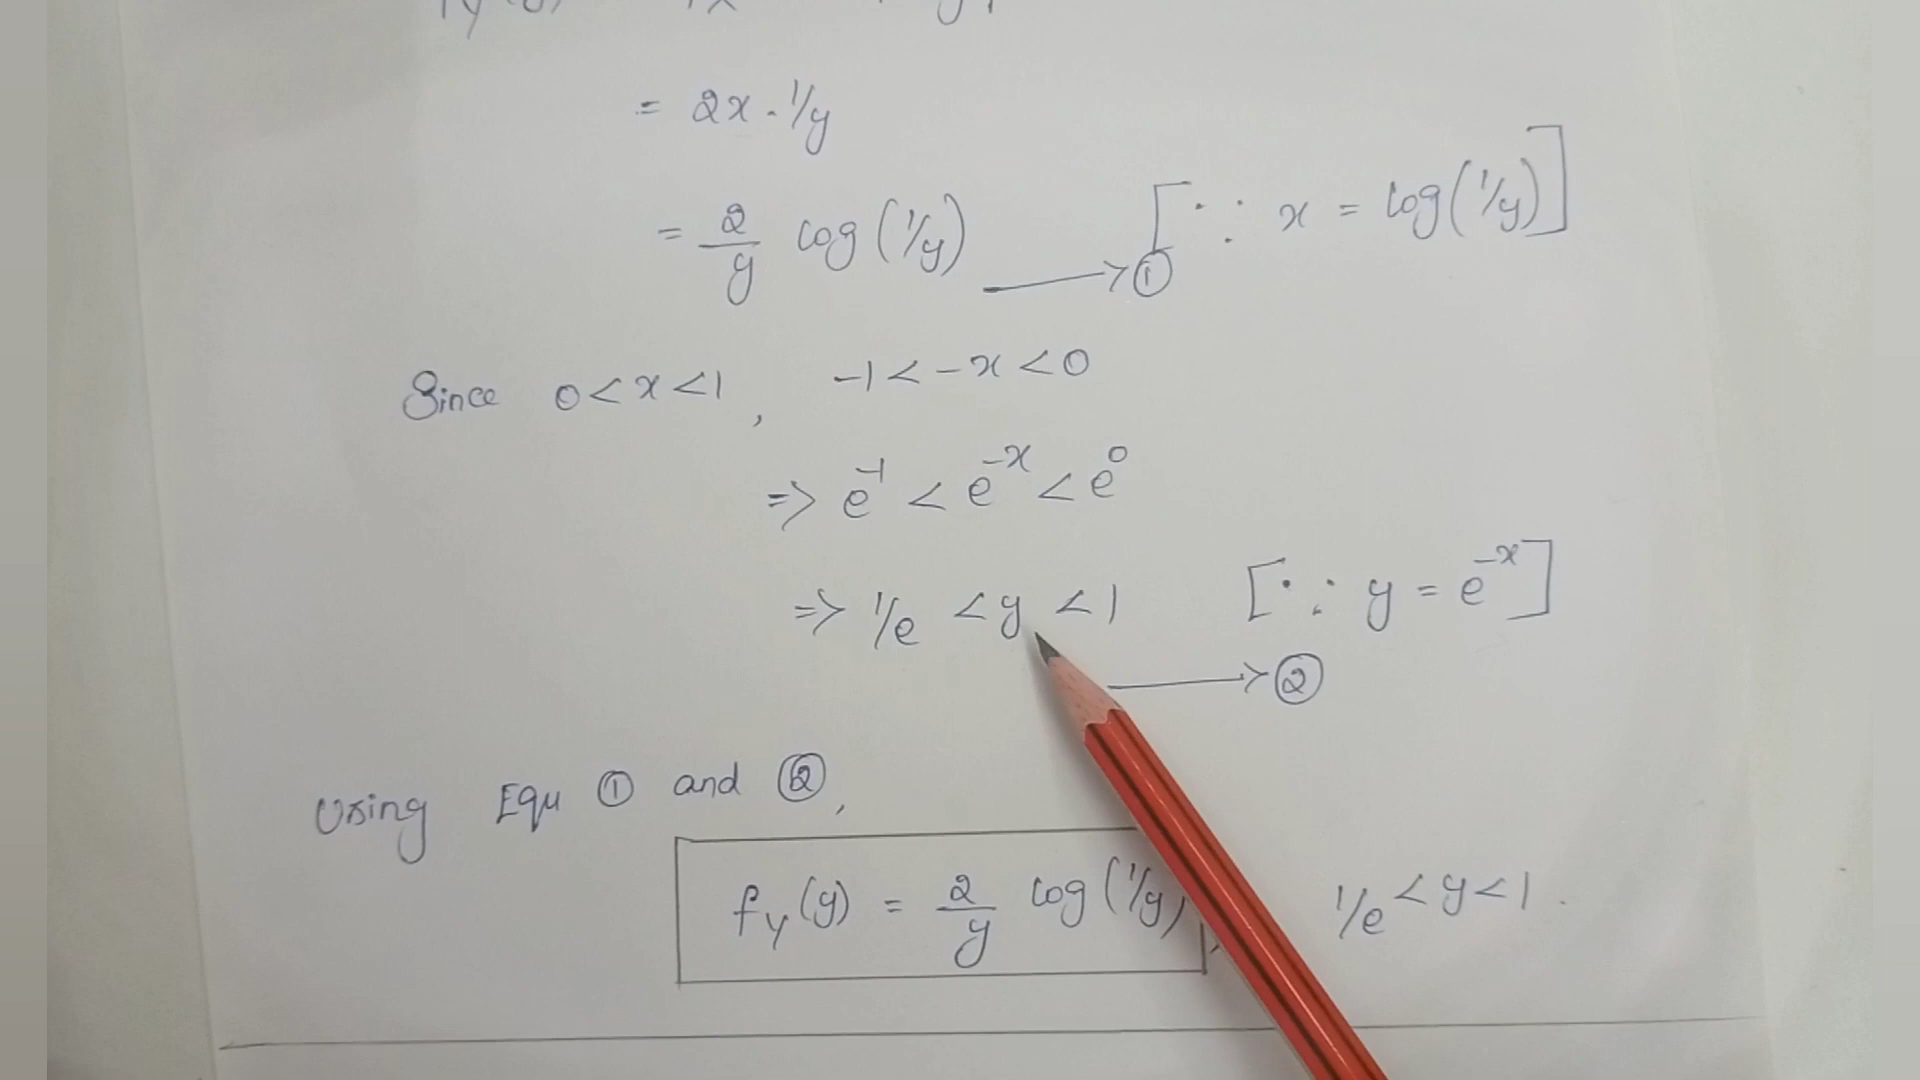 = 2x . 1/y
= 2/y log (1/y) → ① [∵ x = log(1/y)]
Since 0 < x < 1 , -1 < -x < 0
=> e^-1 < e^-x < e^0
=> 1/e < y < 1 [∵ y = e^-x]
→ ②
Using Equ ① and ②,
f_Y(y) = 2/y log (1/y) , 1/e < y < 1 .